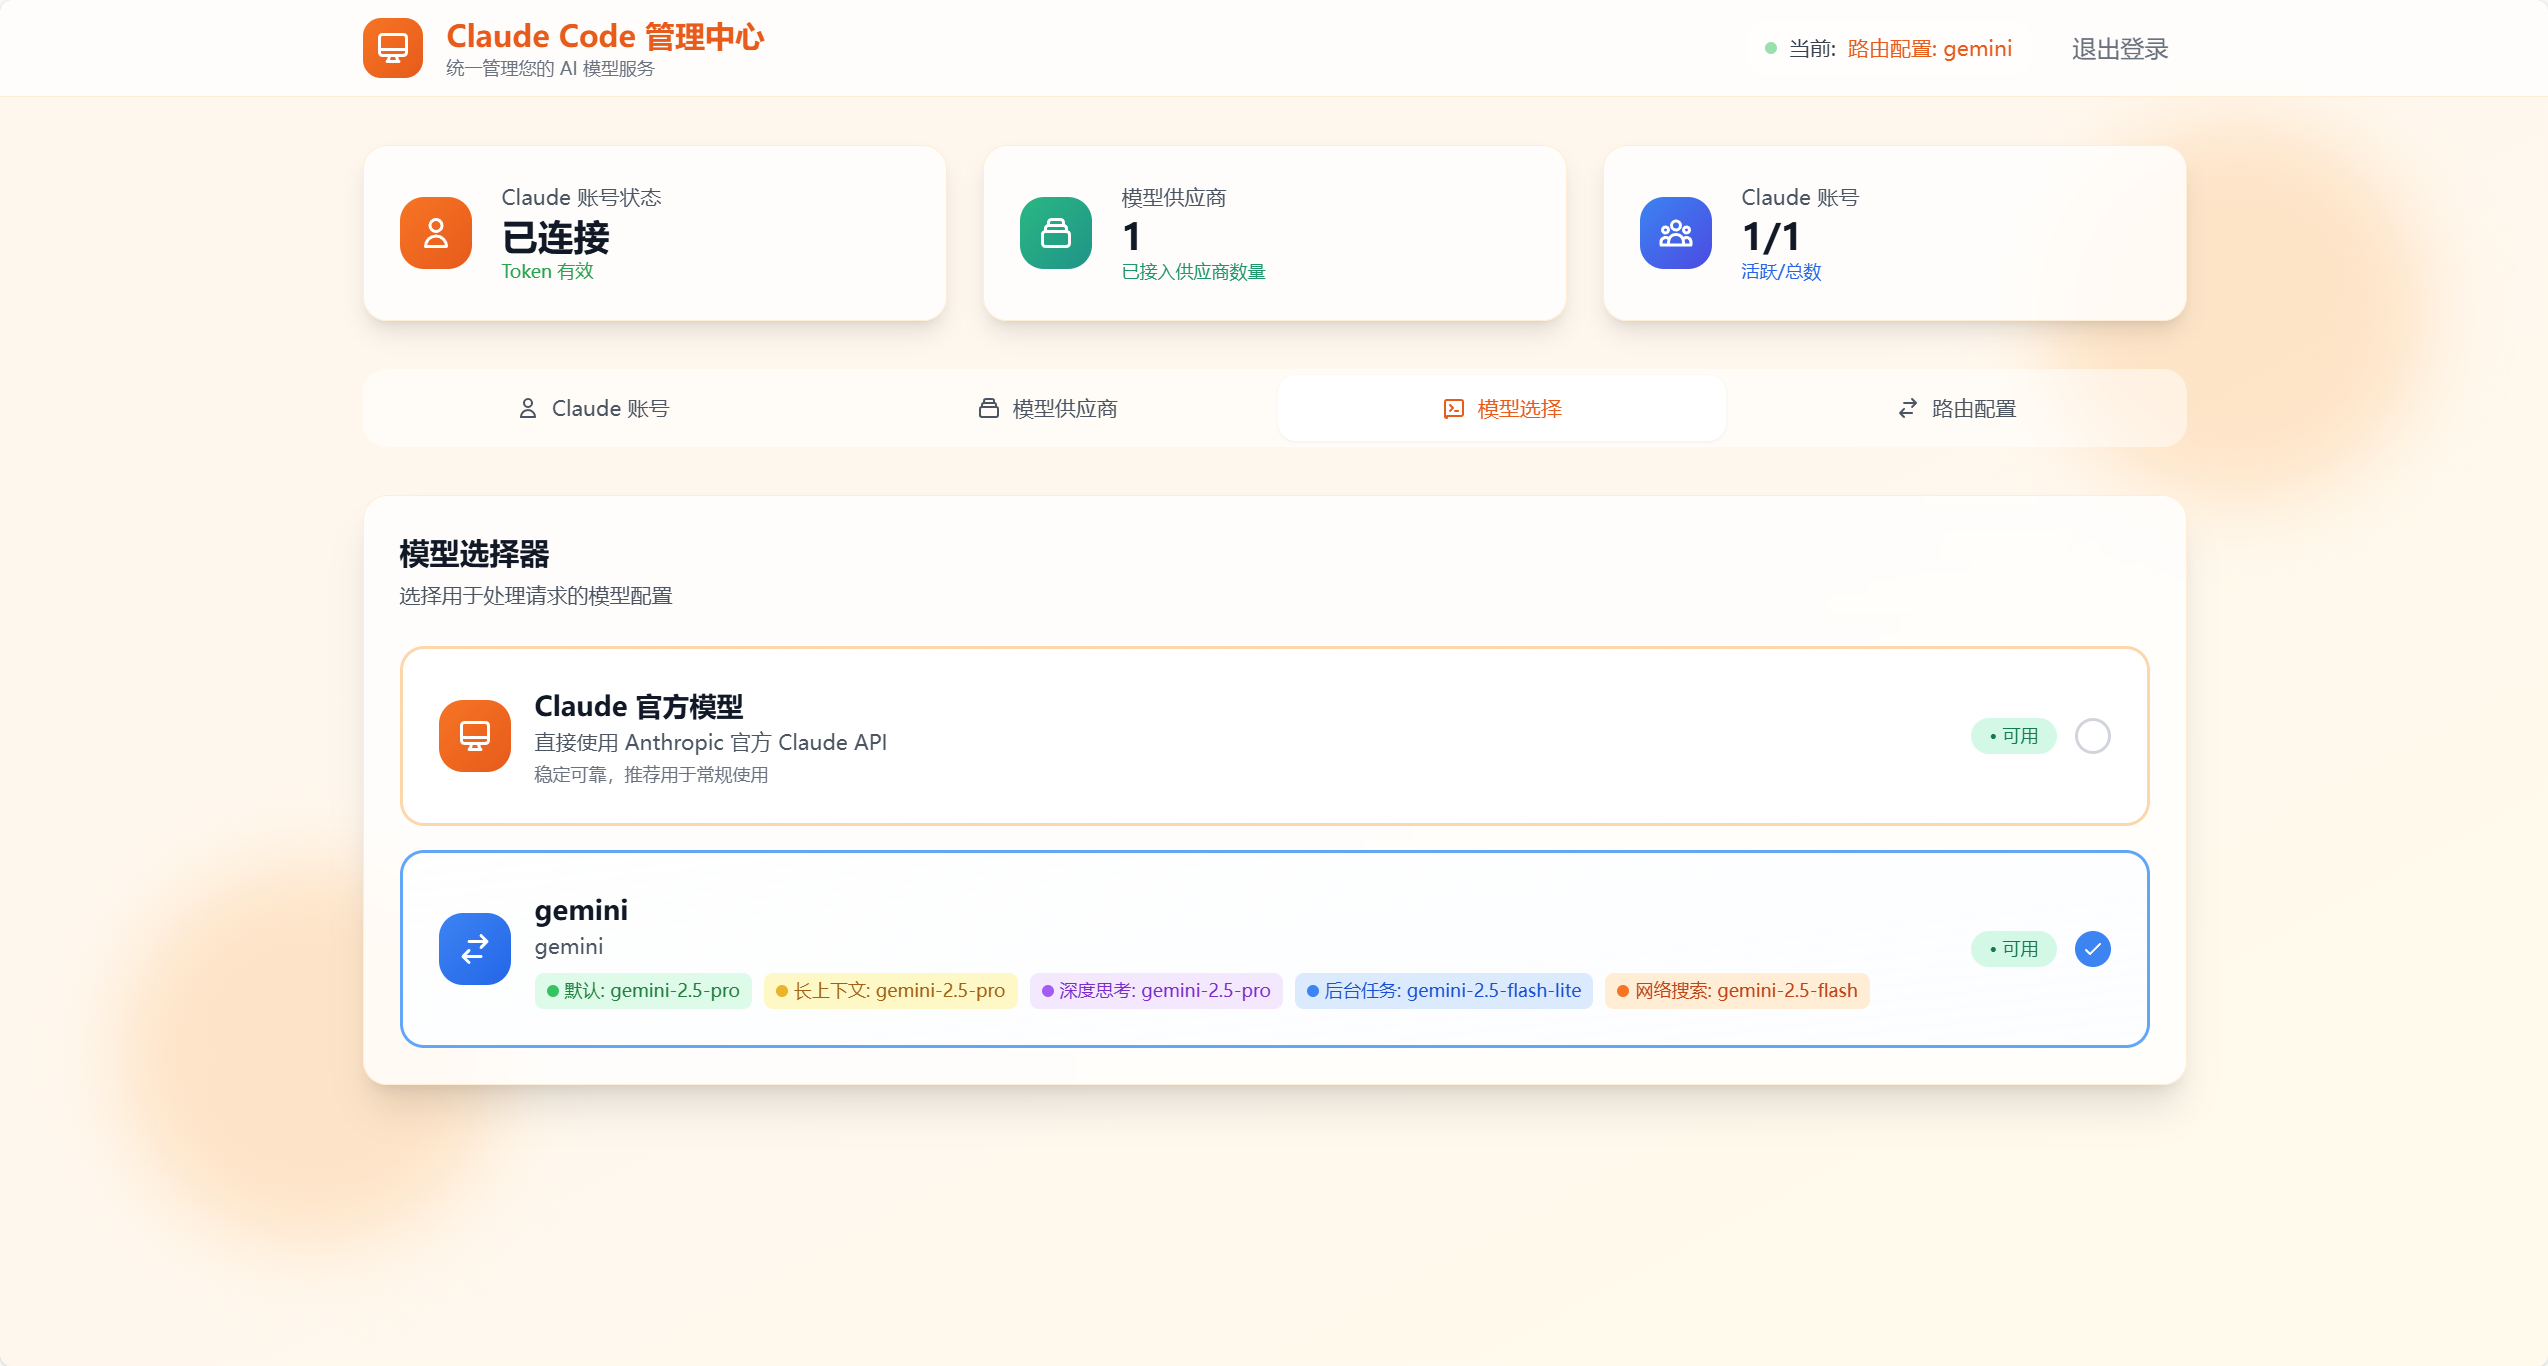 Claude Code 管理中心
统一管理您的 AI 模型服务
当前: 路由配置: gemini
退出登录
Claude 账号状态
已连接
Token 有效
模型供应商
1
已接入供应商数量
Claude 账号
1/1
活跃/总数
Claude 账号
模型供应商
模型选择
路由配置
模型选择器
选择用于处理请求的模型配置
Claude 官方模型
直接使用 Anthropic 官方 Claude API
稳定可靠，推荐用于常规使用
• 可用
gemini
gemini
默认: gemini-2.5-pro
长上下文: gemini-2.5-pro
深度思考: gemini-2.5-pro
后台任务: gemini-2.5-flash-lite
网络搜索: gemini-2.5-flash
• 可用